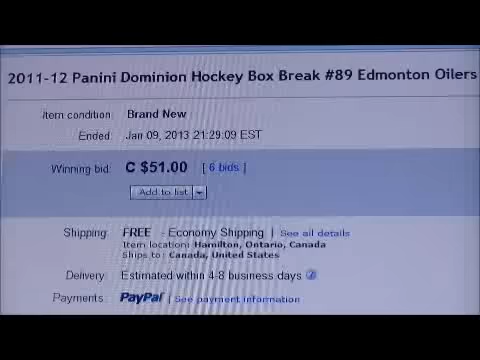 2011-12 Panini Dominion Hockey Box Break #89 Edmonton Oilers
Item condition: Brand New
Ended: Jan 09, 2013 21:29:09 EST
Winning bid: C $51.00 [ 6 bids ]
Add to list
Shipping: FREE - Economy Shipping | See all details
Item location: Hamilton, Ontario, Canada
Ships to: Canada, United States
Delivery: Estimated within 4-8 business days
Payments: PayPal | See payment information